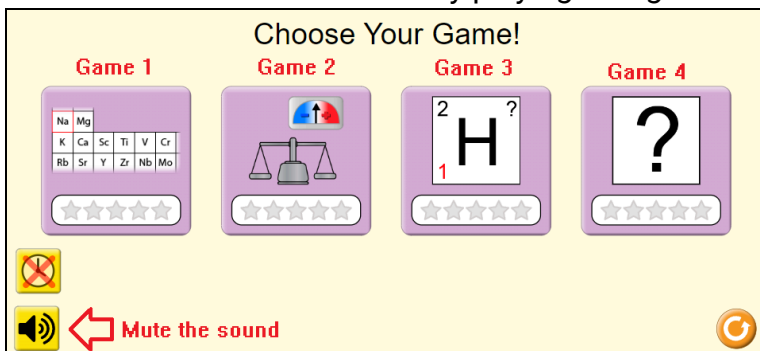 y playing
Choose Your Game!
Game 1 Game 2 Game 3 Game 4
Na Mg
K Ca Sc Ti V Cr
Rb Sr Y Zr Nb Mo
- +
2 ?
H
1
?
Mute the sound